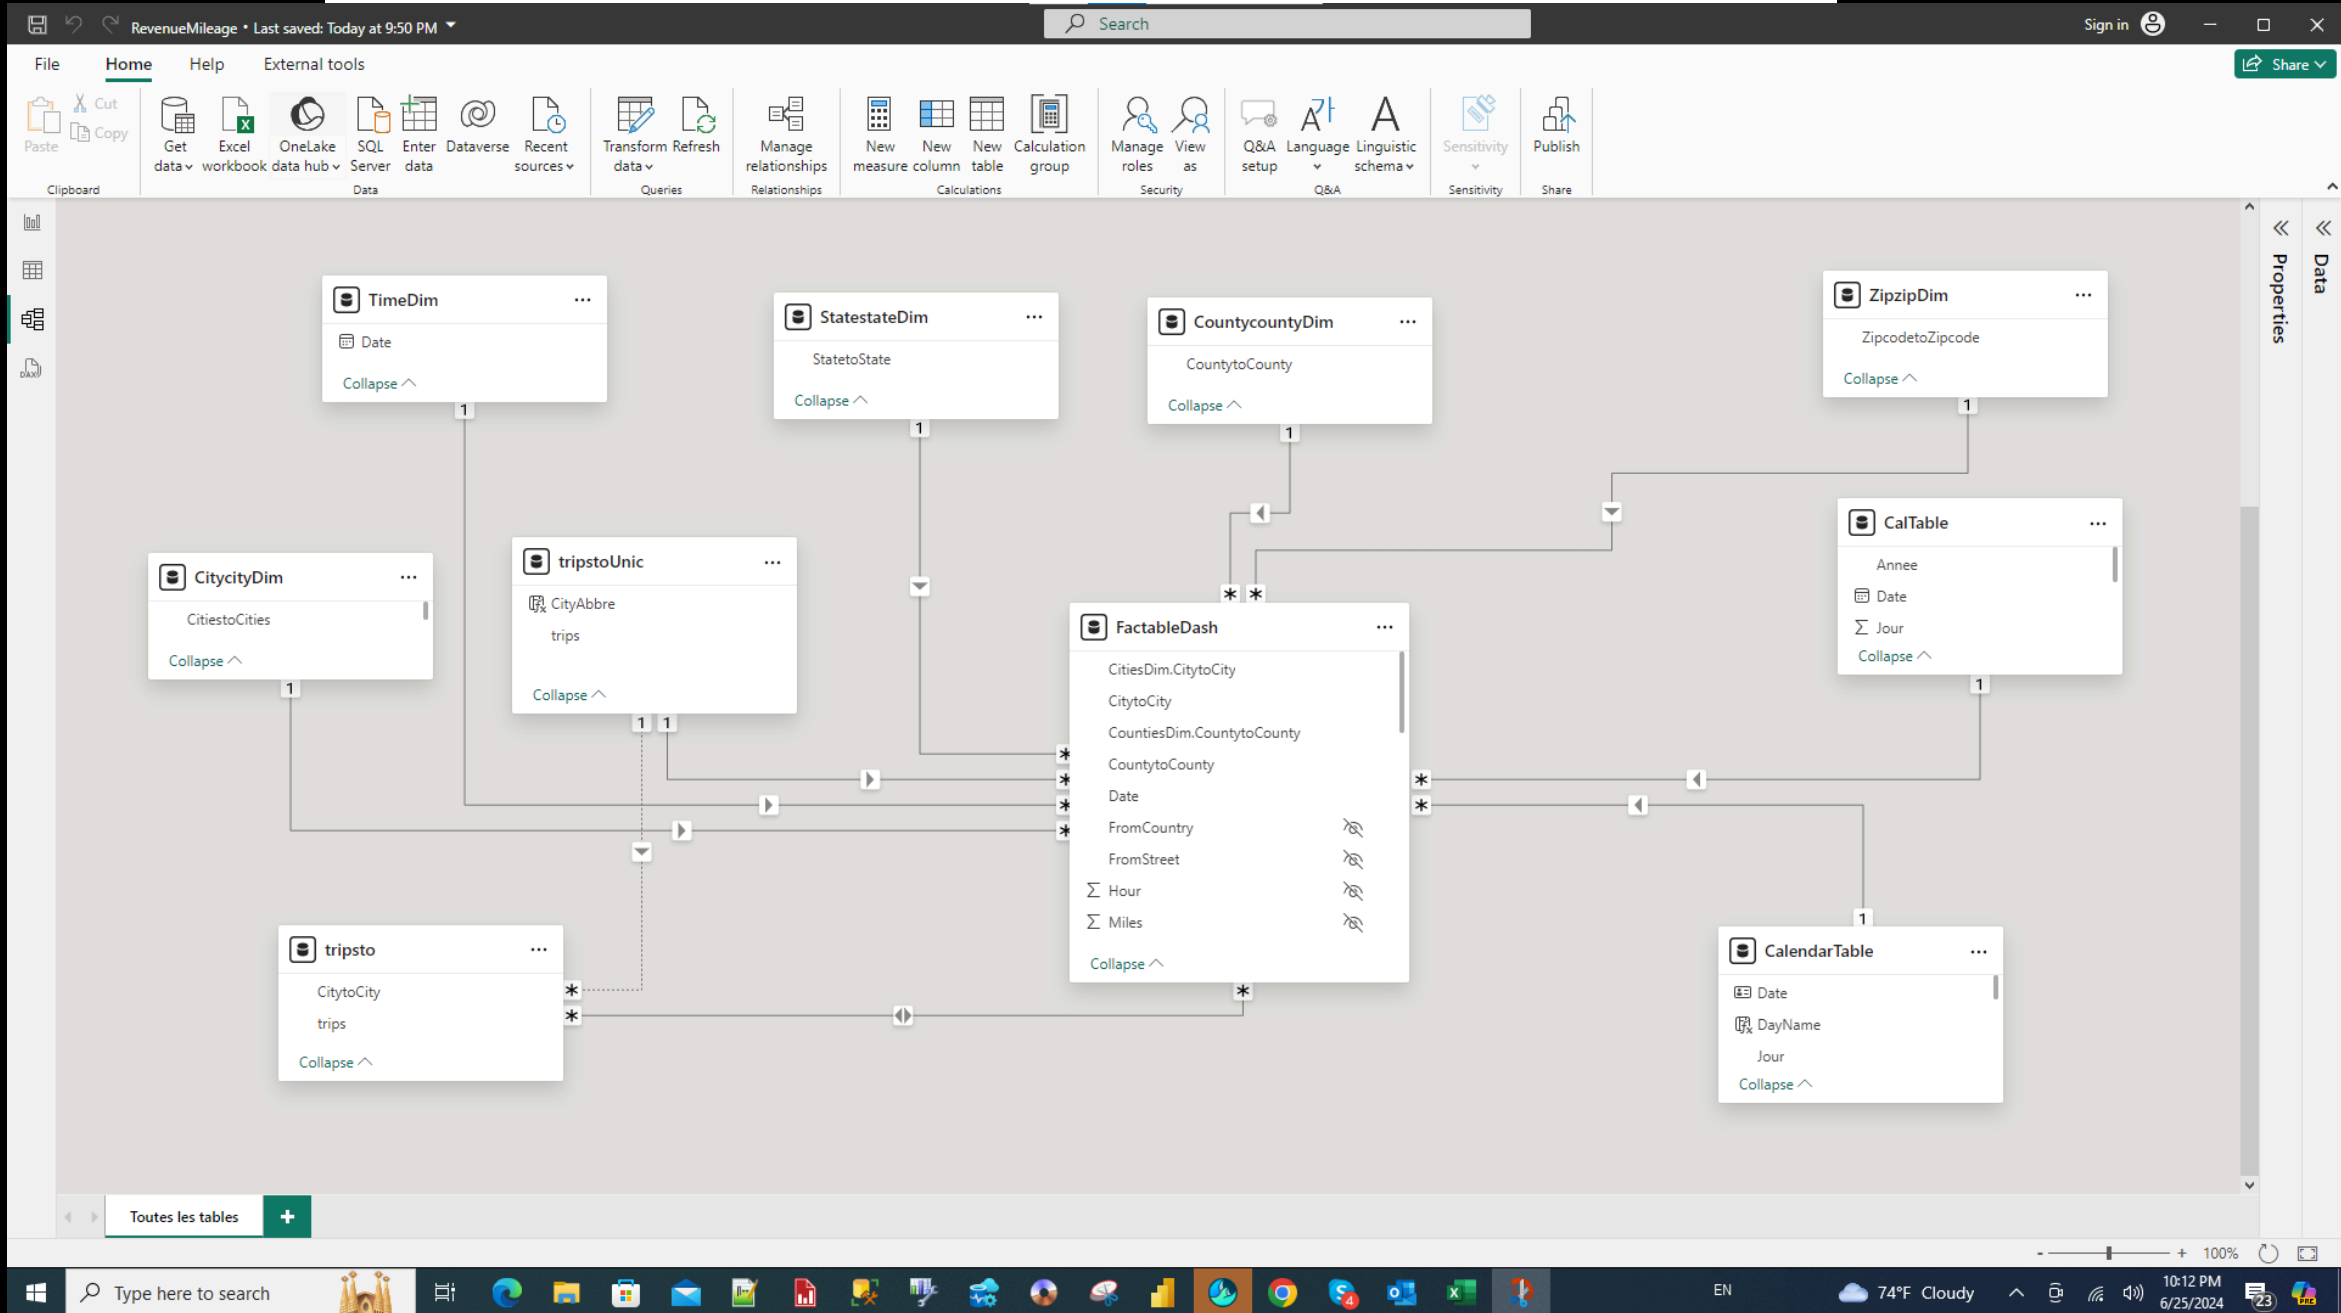 RevenueMileage • Last saved: Today at 9:50 PM
Search
Sign in
File Home Help External tools
Share
Paste
Cut
Copy
Clipboard
Get data
Excel workbook
OneLake data hub
SQL Server
Enter data
Dataverse
Recent sources
Data
Transform data
Refresh
Queries
Manage relationships
Relationships
New measure
New column
New table
Calculation group
Calculations
Manage roles
View as
Security
Q&A setup
Language
Linguistic schema
Q&A
Sensitivity
Sensitivity
Publish
Share
DAX
Properties
Data
TimeDim
Date
Collapse
1
StatestateDim
StatetoState
Collapse
1
CountycountyDim
CountytoCounty
Collapse
1
ZipzipDim
ZipcodetoZipcode
Collapse
1
CitycityDim
CitiestoCities
Collapse
1
tripstoUnic
CityAbbre
trips
Collapse
1 1
FactableDash
CitiesDim.CitytoCity
CitytoCity
CountiesDim.CountytoCounty
CountytoCounty
Date
FromCountry
FromStreet
Hour
Miles
Collapse
CalTable
Annee
Date
Jour
Collapse
1
tripsto
CitytoCity
trips
Collapse
1
CalendarTable
Date
DayName
Jour
Collapse
Toutes les tables
+
- + 100%
Type here to search
4
EN
74°F Cloudy
10:12 PM
6/25/2024
23
PRE